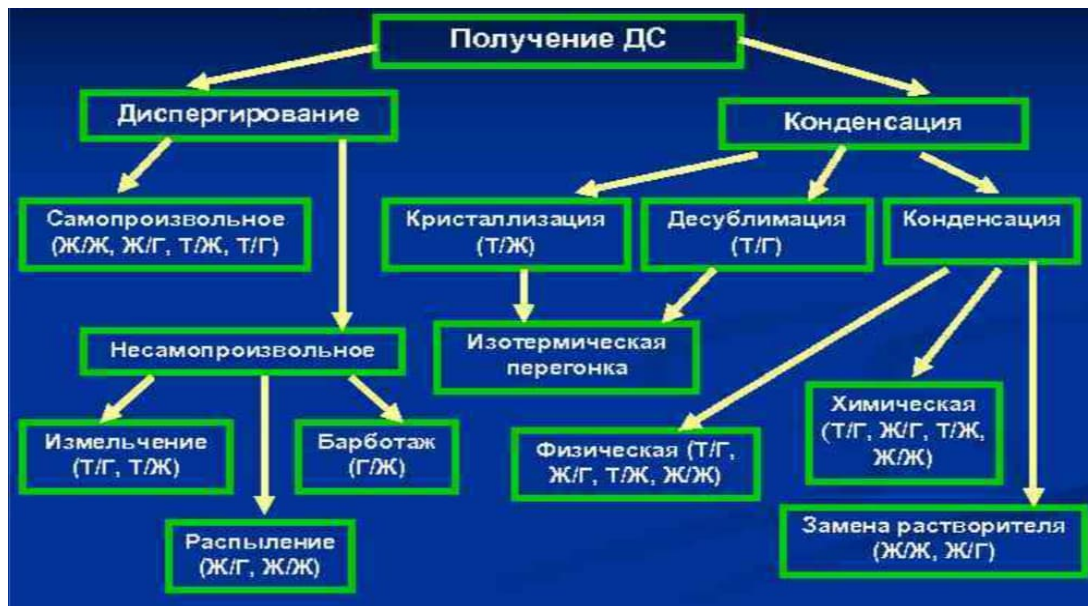 Получение ДС
Диспергирование
Конденсация
Самопроизвольное
(Ж/Ж, Ж/Г, Т/Ж, Т/Г)
Кристаллизация
(Т/Ж)
Десублимация
(Т/Г)
Конденсация
Несамопроизвольное
Изотермическая
перегонка
Измельчение
(Т/Г, Т/Ж)
Барботаж
(Г/Ж)
Физическая (Т/Г,
Ж/Г, Т/Ж, Ж/Ж)
Химическая
(Т/Г, Ж/Г, Т/Ж,
Ж/Ж)
Распыление
(Ж/Г, Ж/Ж)
Замена растворителя
(Ж/Ж, Ж/Г)